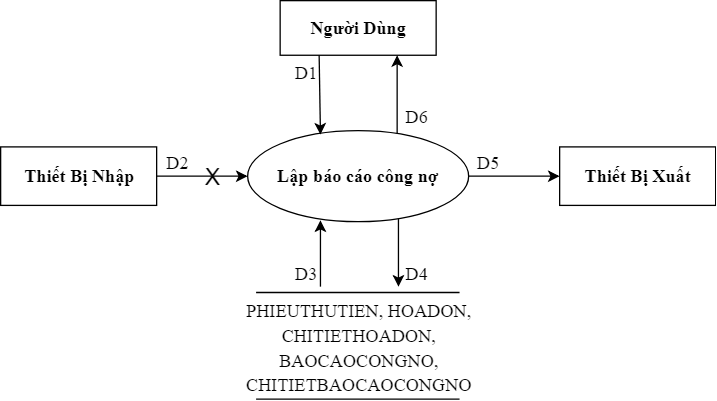 Người Dùng
D1
D6
Thiết Bị Nhập
D2
X
Lập báo cáo công nợ
D5
Thiết Bị Xuất
D3
D4
PHIEUTHUTIEN, HOADON,
CHITIETHOADON,
BAOCAOCONGNO,
CHITIETBAOCAOCONGNO